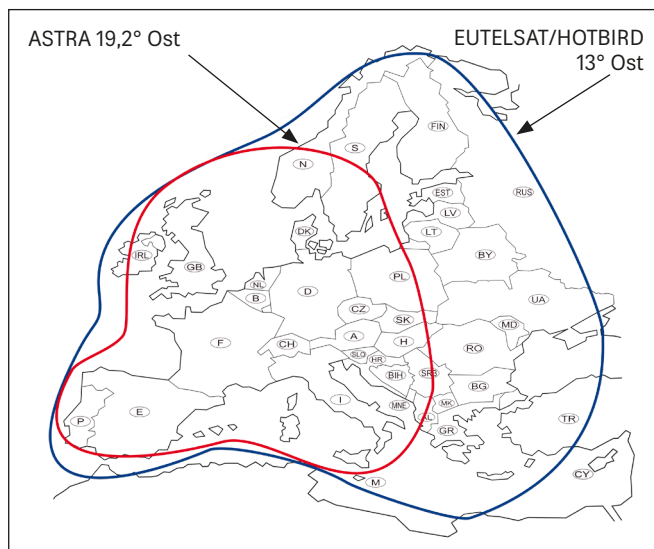 ASTRA 19,2° Ost
EUTELSAT/HOTBIRD
13° Ost
FIN
N
S
EST
RUS
LV
DK
LT
IRL
GB
BY
NL
PL
B
D
UA
CZ
SK
MD
F
CH
A
H
RO
SLO
HR
BIH
SRB
BG
I
MNE
MK
P
E
AL
GR
TR
M
CY